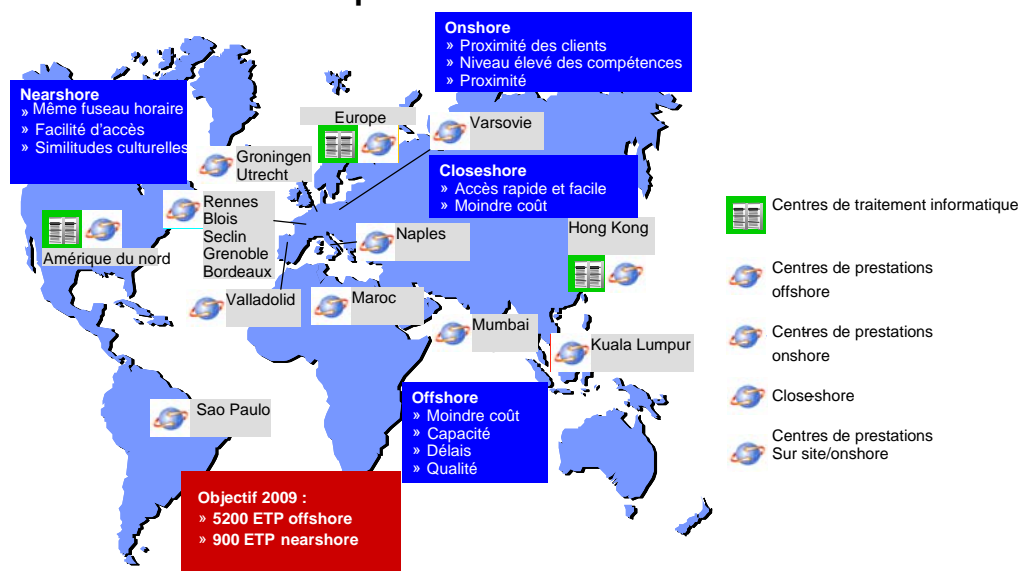 Onshore
» Proximité des clients
» Niveau élevé des compétences
» Proximité
Nearshore
» Même fuseau horaire
» Facilité d'accès
» Similitudes culturelles
Europe
Varsovie
Groningen
Utrecht
Closeshore
» Accès rapide et facile
» Moindre coût
Rennes
Blois
Seclin
Grenoble
Bordeaux
Naples
Hong Kong
Amérique du nord
Valladolid
Maroc
Mumbai
Kuala Lumpur
Sao Paulo
Offshore
» Moindre coût
» Capacité
» Délais
» Qualité
Objectif 2009 :
» 5200 ETP offshore
» 900 ETP nearshore
Centres de traitement informatique
Centres de prestations
offshore
Centres de prestations
onshore
Closeshore
Centres de prestations
Sur site/onshore